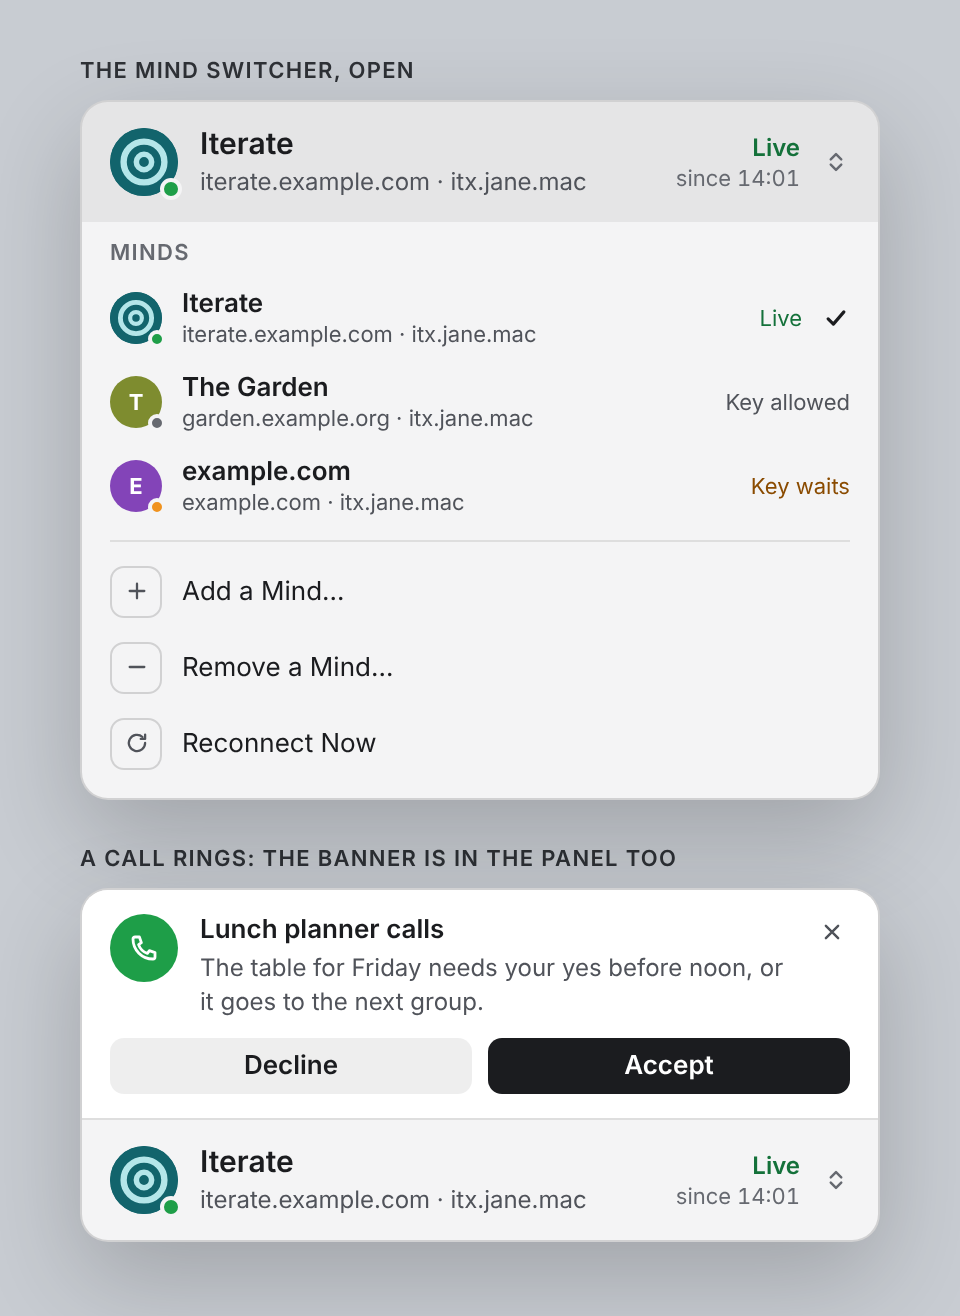 THE MIND SWITCHER, OPEN
Iterate
iterate.example.com · itx.jane.mac
Live
since 14:01
MINDS
Iterate
iterate.example.com · itx.jane.mac
Live
T
The Garden
garden.example.org · itx.jane.mac
Key allowed
E
example.com
example.com · itx.jane.mac
Key waits
Add a Mind...
Remove a Mind...
Reconnect Now
A CALL RINGS: THE BANNER IS IN THE PANEL TOO
Lunch planner calls
The table for Friday needs your yes before noon, or
it goes to the next group.
Decline
Accept
Iterate
iterate.example.com · itx.jane.mac
Live
since 14:01